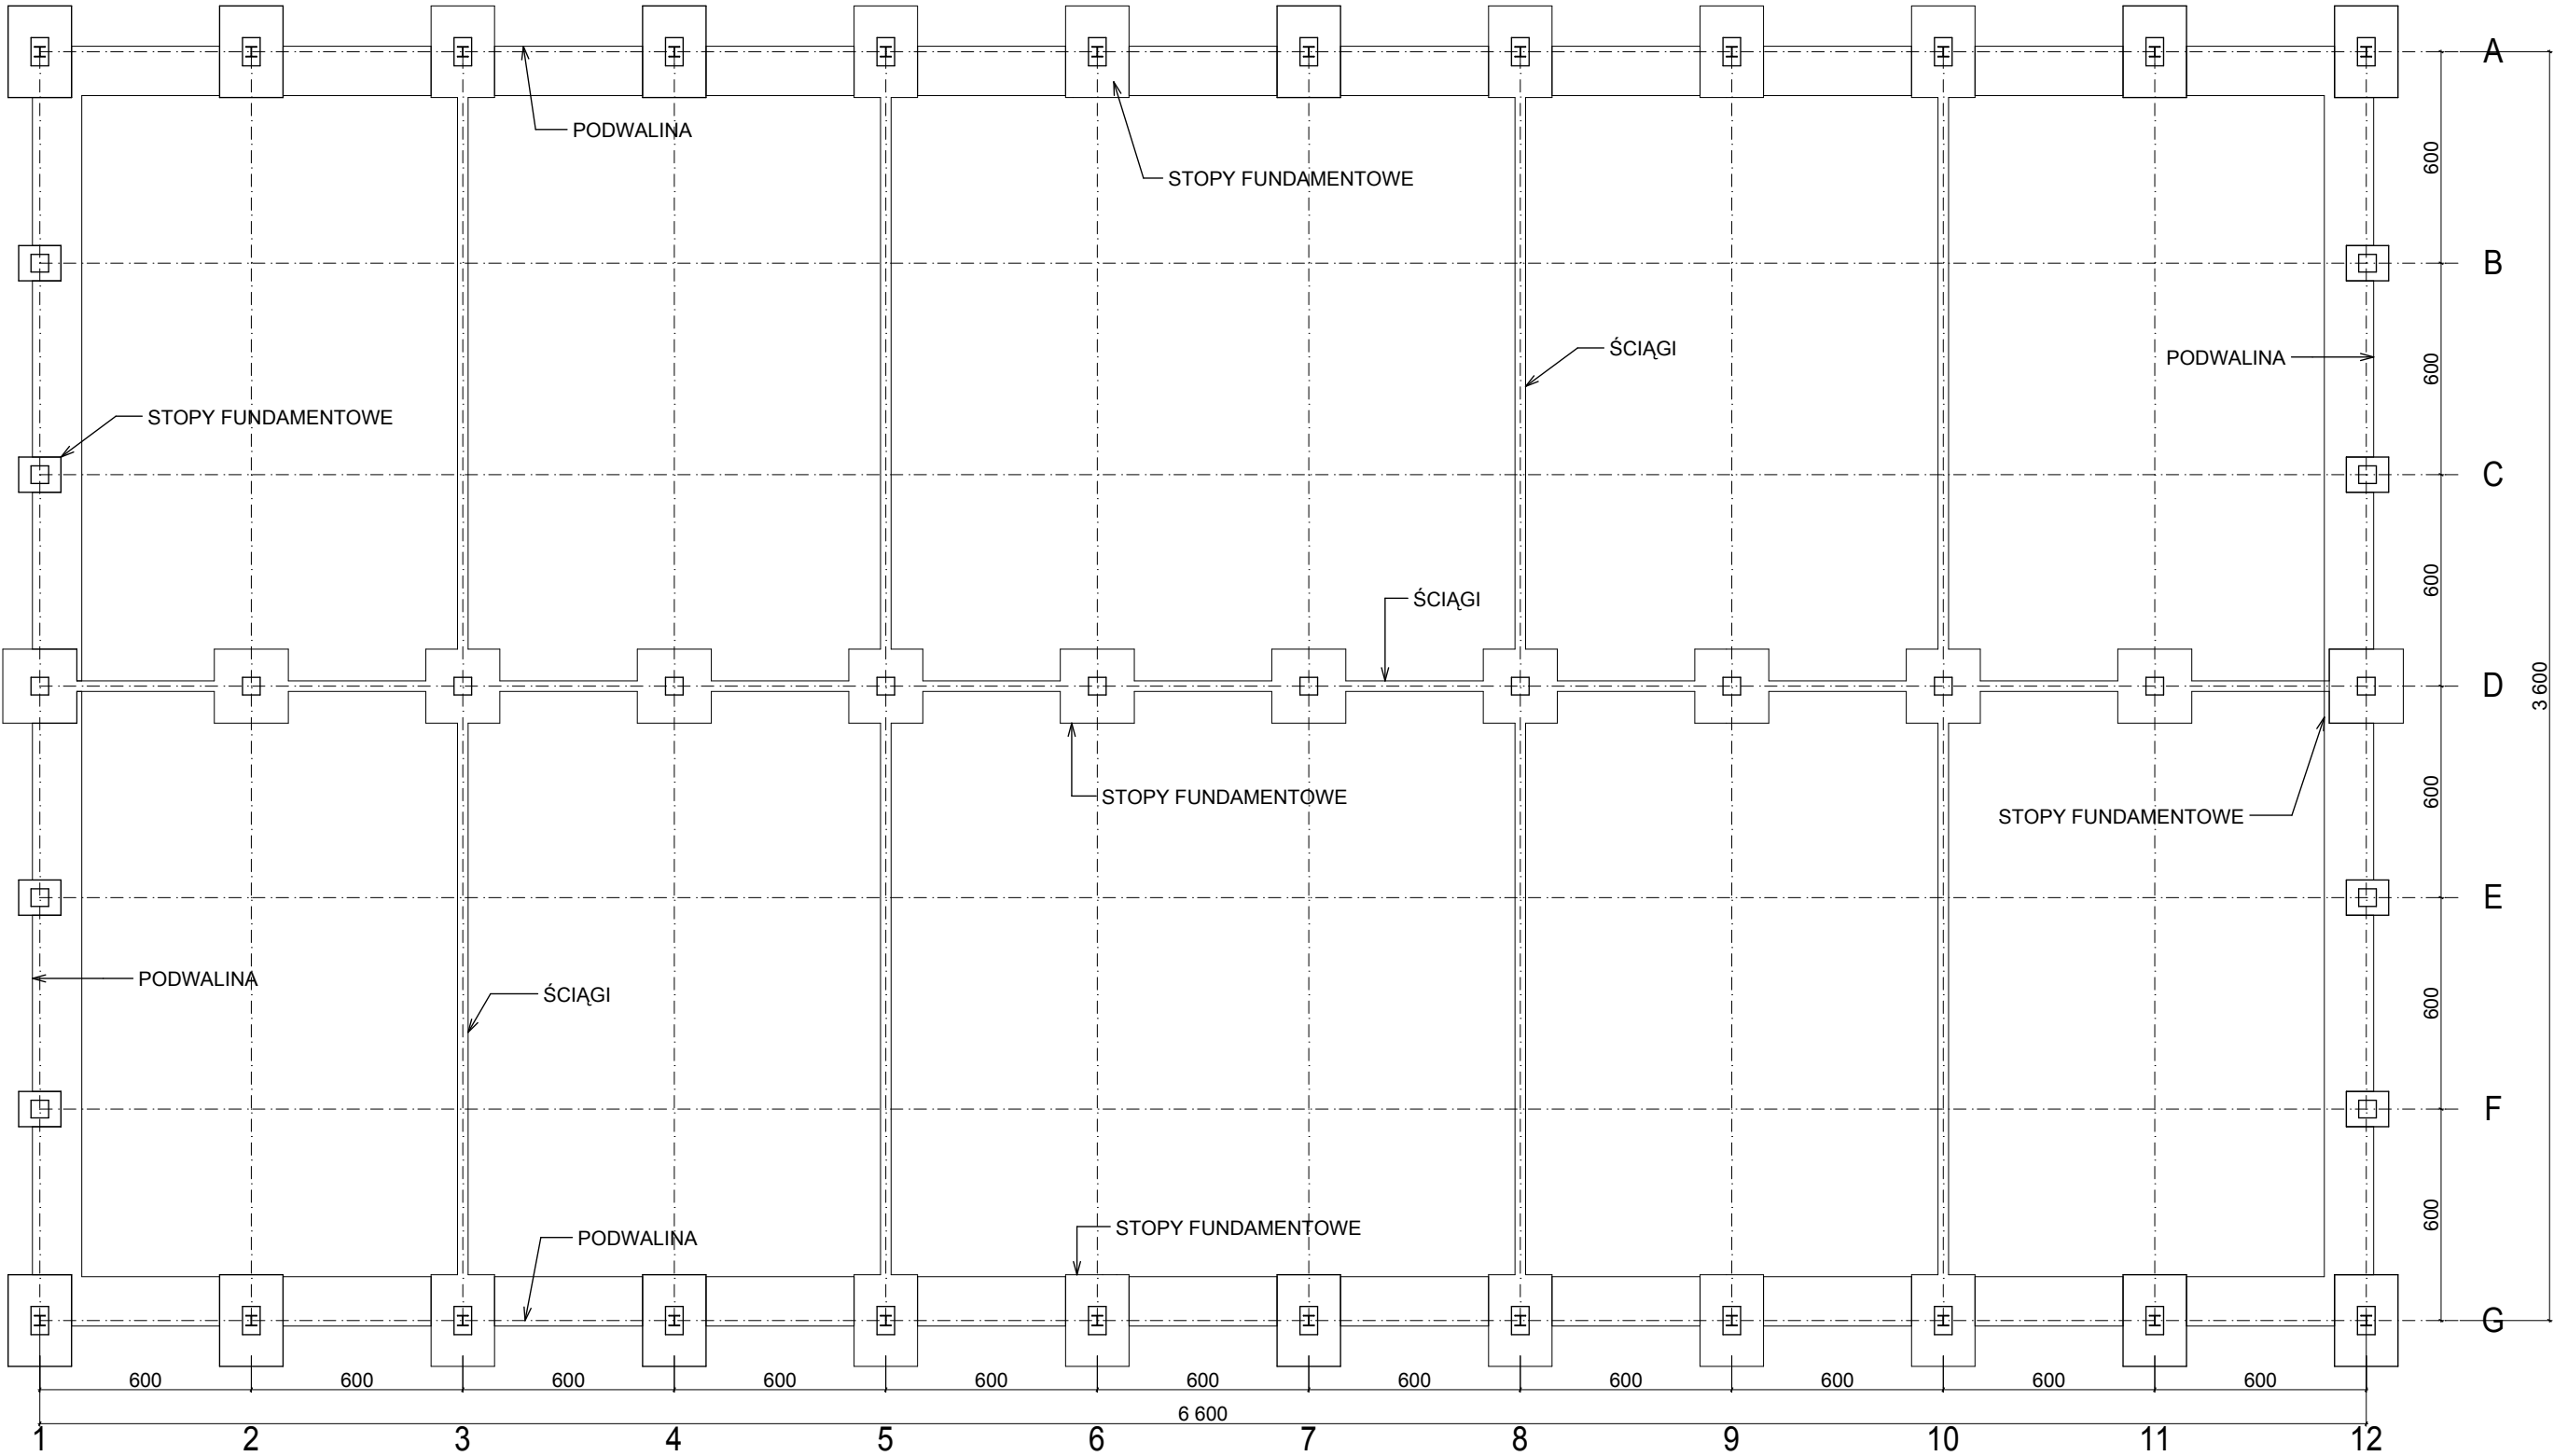 A
PODWALINA
600
STOPY FUNDAMENTOWE
B
ŚCIĄGI
PODWALINA
600
STOPY FUNDAMENTOWE
C
600
ŚCIĄGI
D
3 600
STOPY FUNDAMENTOWE
600
STOPY FUNDAMENTOWE
E
PODWALINA
ŚCIĄGI
600
F
600
STOPY FUNDAMENTOWE
PODWALINA
G
600 600 600 600 600 600 600 600 600 600 600
6 600
1 2 3 4 5 6 7 8 9 10 11 12